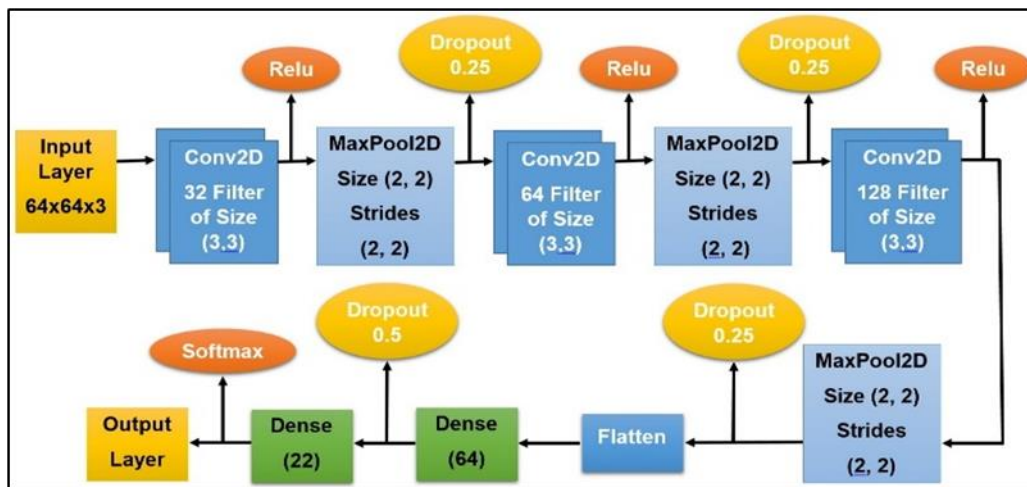 Input
Layer
64x64x3
Relu
Conv2D
32 Filter
of Size
(3,3)
MaxPool2D
Size (2, 2)
Strides
(2, 2)
Dropout
0.25
Conv2D
64 Filter
of Size
(3,3)
Relu
MaxPool2D
Size (2, 2)
Strides
(2, 2)
Dropout
0.25
Conv2D
128 Filter
of Size
(3,3)
Relu
MaxPool2D
Size (2, 2)
Strides
(2, 2)
Dropout
0.25
Flatten
Dense
(64)
Dropout
0.5
Dense
(22)
Softmax
Output
Layer